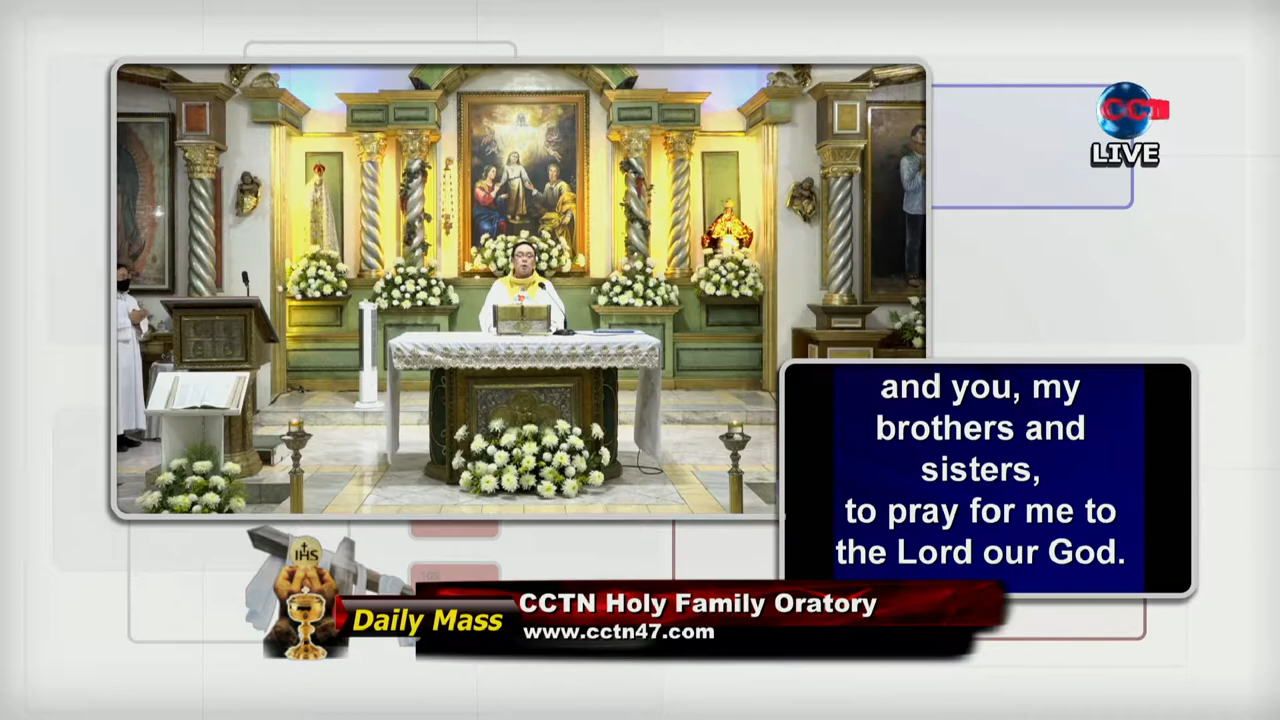 CCTN
LIVE
and you, my
brothers and
sisters,
to pray for me to
the Lord our God.
IHS
Daily Mass
CCTN Holy Family Oratory
www.cctn47.com